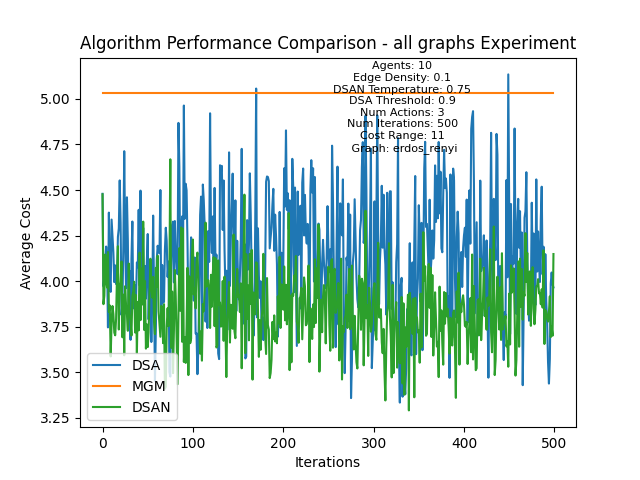 Algorithm Performance Comparison - all graphs Experiment
Agents: 10
Edge Density: 0.1
DSAN Temperature: 0.75
DSA Threshold: 0.9
Num Actions: 3
Num Iterations: 500
Cost Range: 11
Graph: erdos_renyi
Average Cost
5.00
4.75
4.50
4.25
4.00
3.75
3.50
3.25
DSA
MGM
DSAN
0 100 200 300 400 500
Iterations